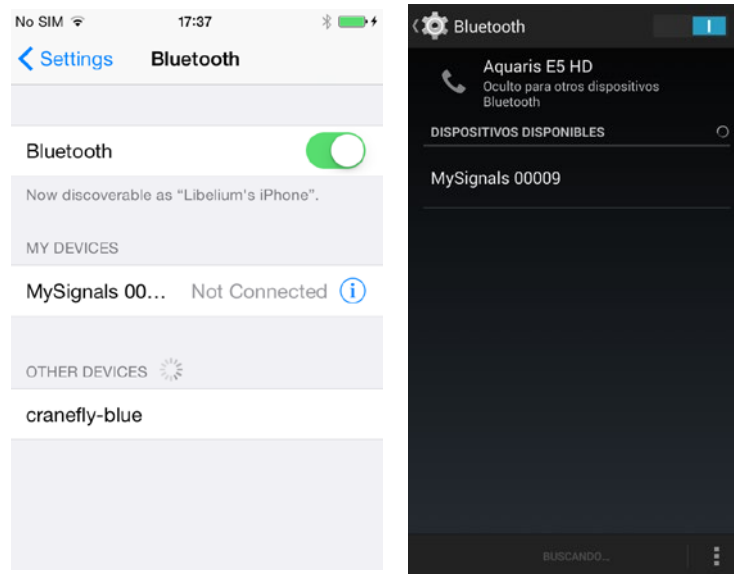 No SIM 17:37
Settings Bluetooth
Bluetooth
Now discoverable as “Libelium's iPhone”.
MY DEVICES
MySignals 00... Not Connected
OTHER DEVICES
cranefly-blue
Bluetooth
Aquaris E5 HD
Oculto para otros dispositivos
Bluetooth
DISPOSITIVOS DISPONIBLES
MySignals 00009
BUSCANDO...